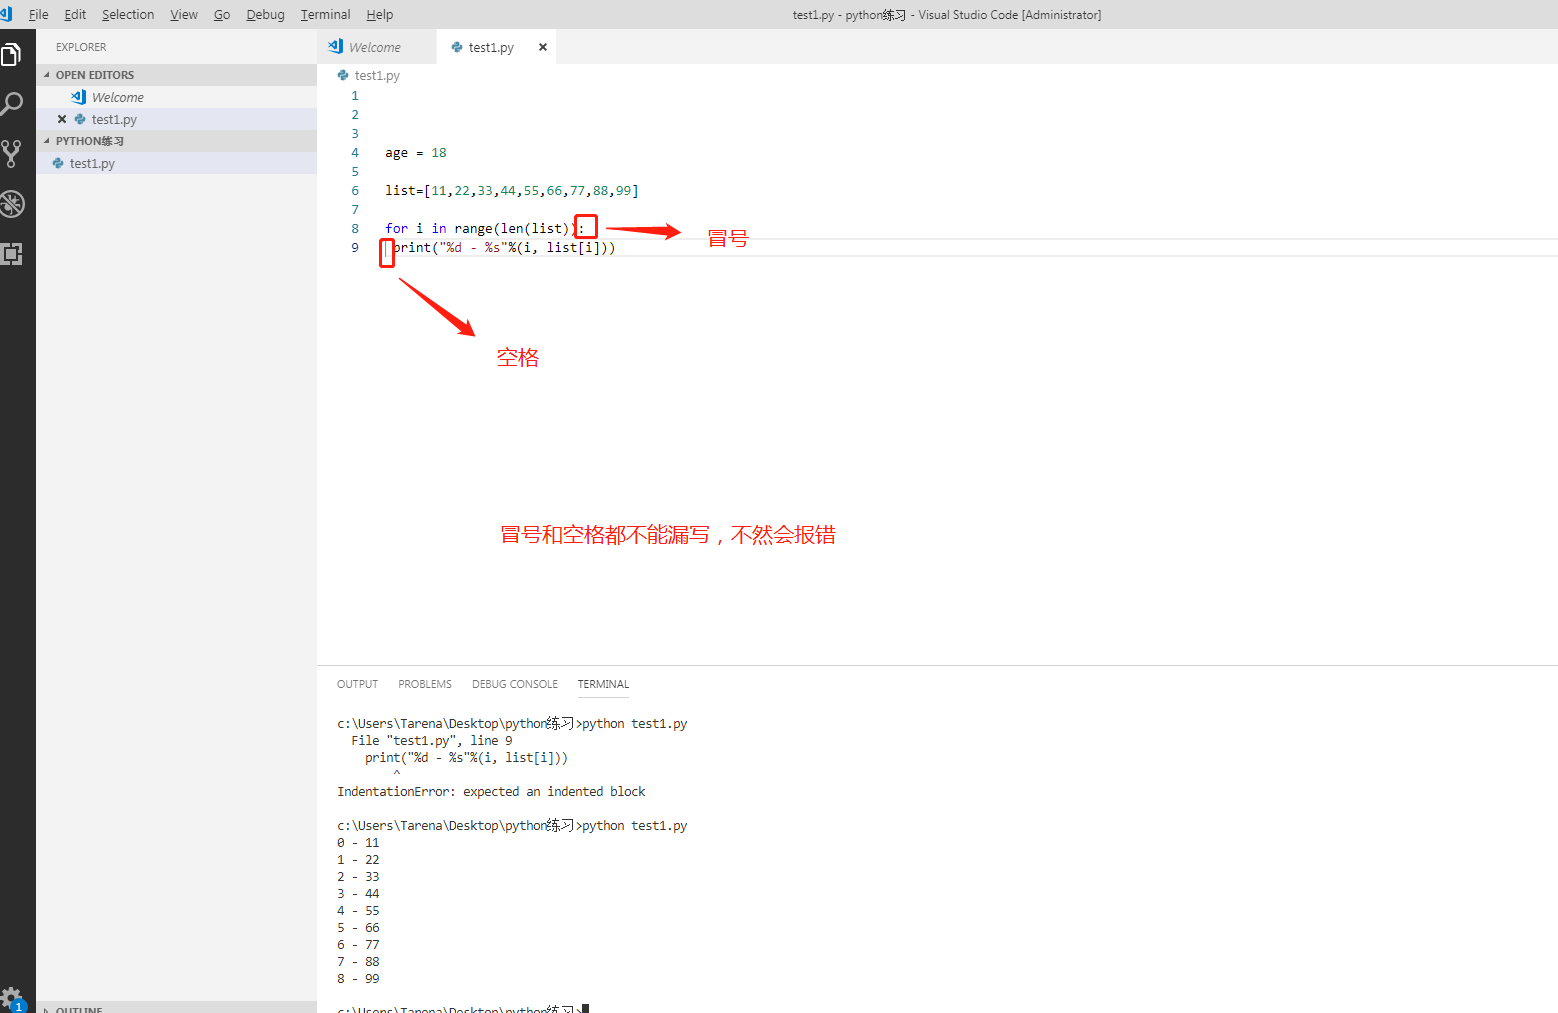 File Edit Selection View Go Debug Terminal Help
test1.py - python练习 - Visual Studio Code [Administrator]
EXPLORER
OPEN EDITORS
Welcome
test1.py
PYTHON练习
test1.py
OUTLINE
1
Welcome
test1.py
test1.py
1
2
3
4 age = 18
5
6 list=[11,22,33,44,55,66,77,88,99]
7
8 for i in range(len(list)):
9 print("%d - %s"%(i, list[i]))
冒号
空格
冒号和空格都不能漏写，不然会报错
OUTPUT PROBLEMS DEBUG CONSOLE TERMINAL
c:\Users\Tarena\Desktop\python练习>python test1.py
File "test1.py", line 9
print("%d - %s"%(i, list[i]))
^
IndentationError: expected an indented block
c:\Users\Tarena\Desktop\python练习>python test1.py
0 - 11
1 - 22
2 - 33
3 - 44
4 - 55
5 - 66
6 - 77
7 - 88
8 - 99
c:\Users\Tarena\Desktop\python练习>